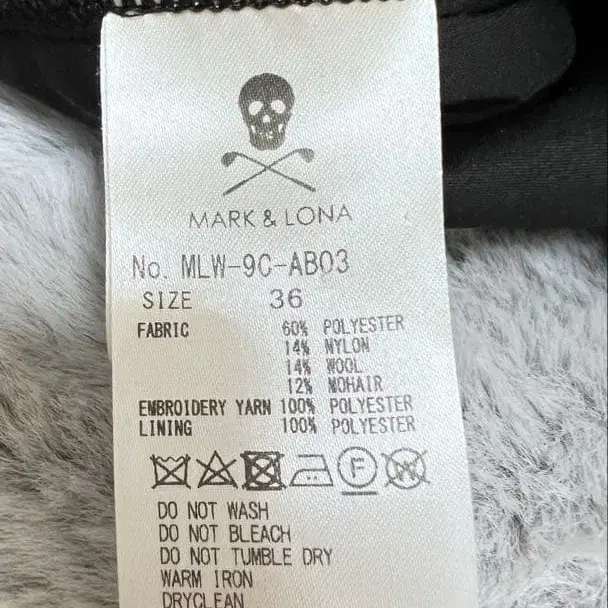 MARK & LONA
No. MLW-9C-AB03
SIZE 36
FABRIC 60% POLYESTER
14% NYLON
14% WOOL
12% MOHAIR
EMBROIDERY YARN 100% POLYESTER
LINING 100% POLYESTER
F W
DO NOT WASH
DO NOT BLEACH
DO NOT TUMBLE DRY
WARM IRON
DRYCLEAN